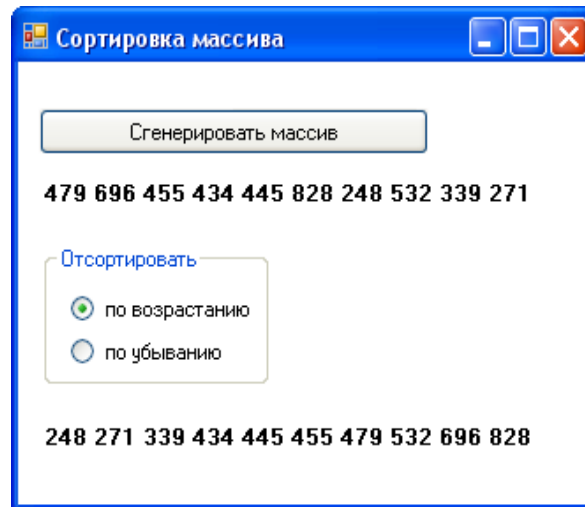 Сортировка массива
Сгенерировать массив
479 696 455 434 445 828 248 532 339 271
Отсортировать
по возрастанию
по убыванию
248 271 339 434 445 455 479 532 696 828